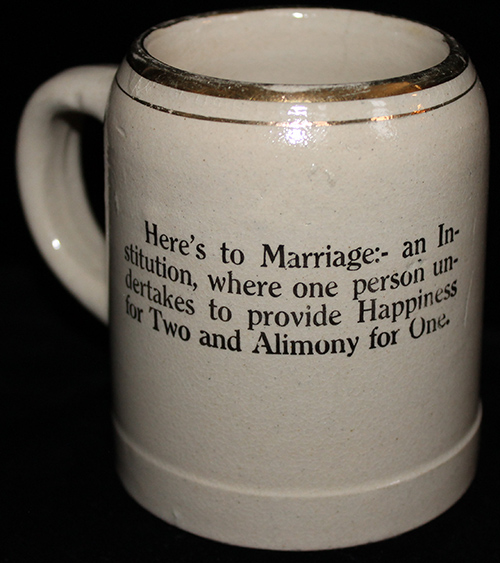 Here's to Marriage:- an In-
stitution, where one person un-
dertakes to provide Happiness
for Two and Alimony for One.